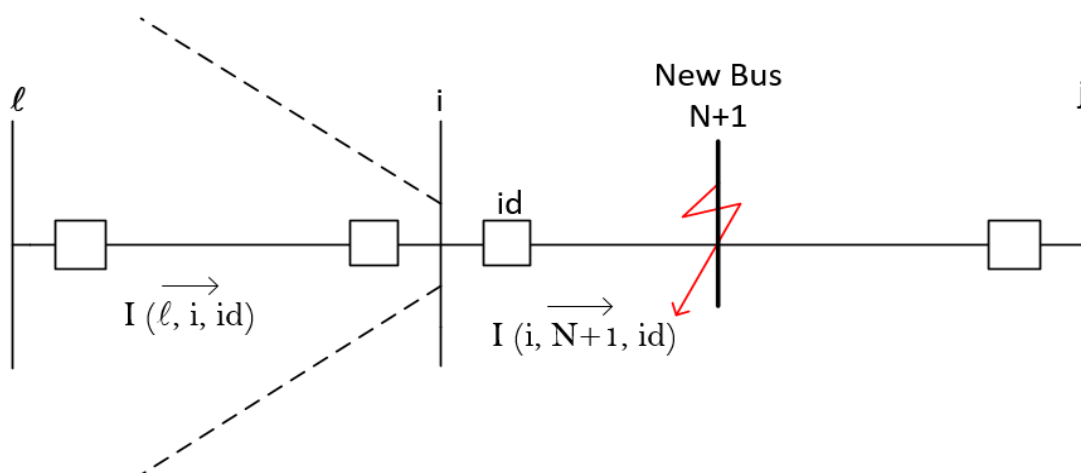 New Bus
N+1
ℓ
i
j
id
I (ℓ, i, id)
I (i, N+1, id)